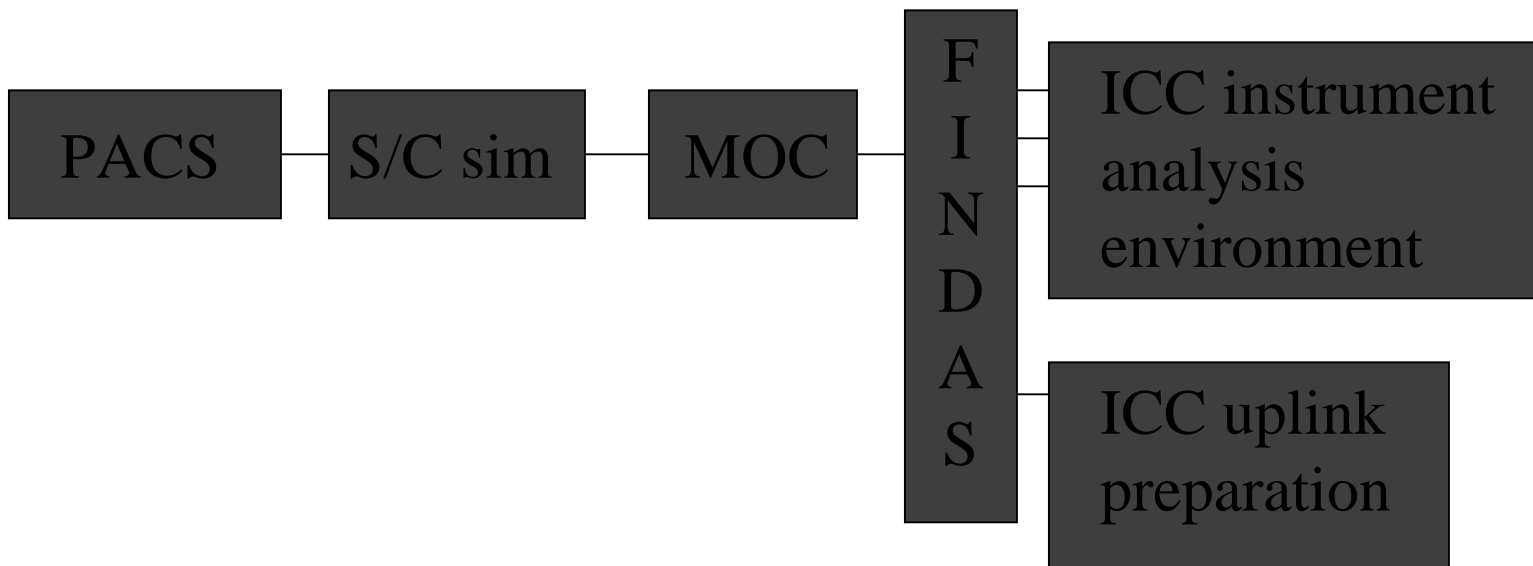 PACS
S/C sim
MOC
F
I
N
D
A
S
ICC instrument
analysis
environment
ICC uplink
preparation